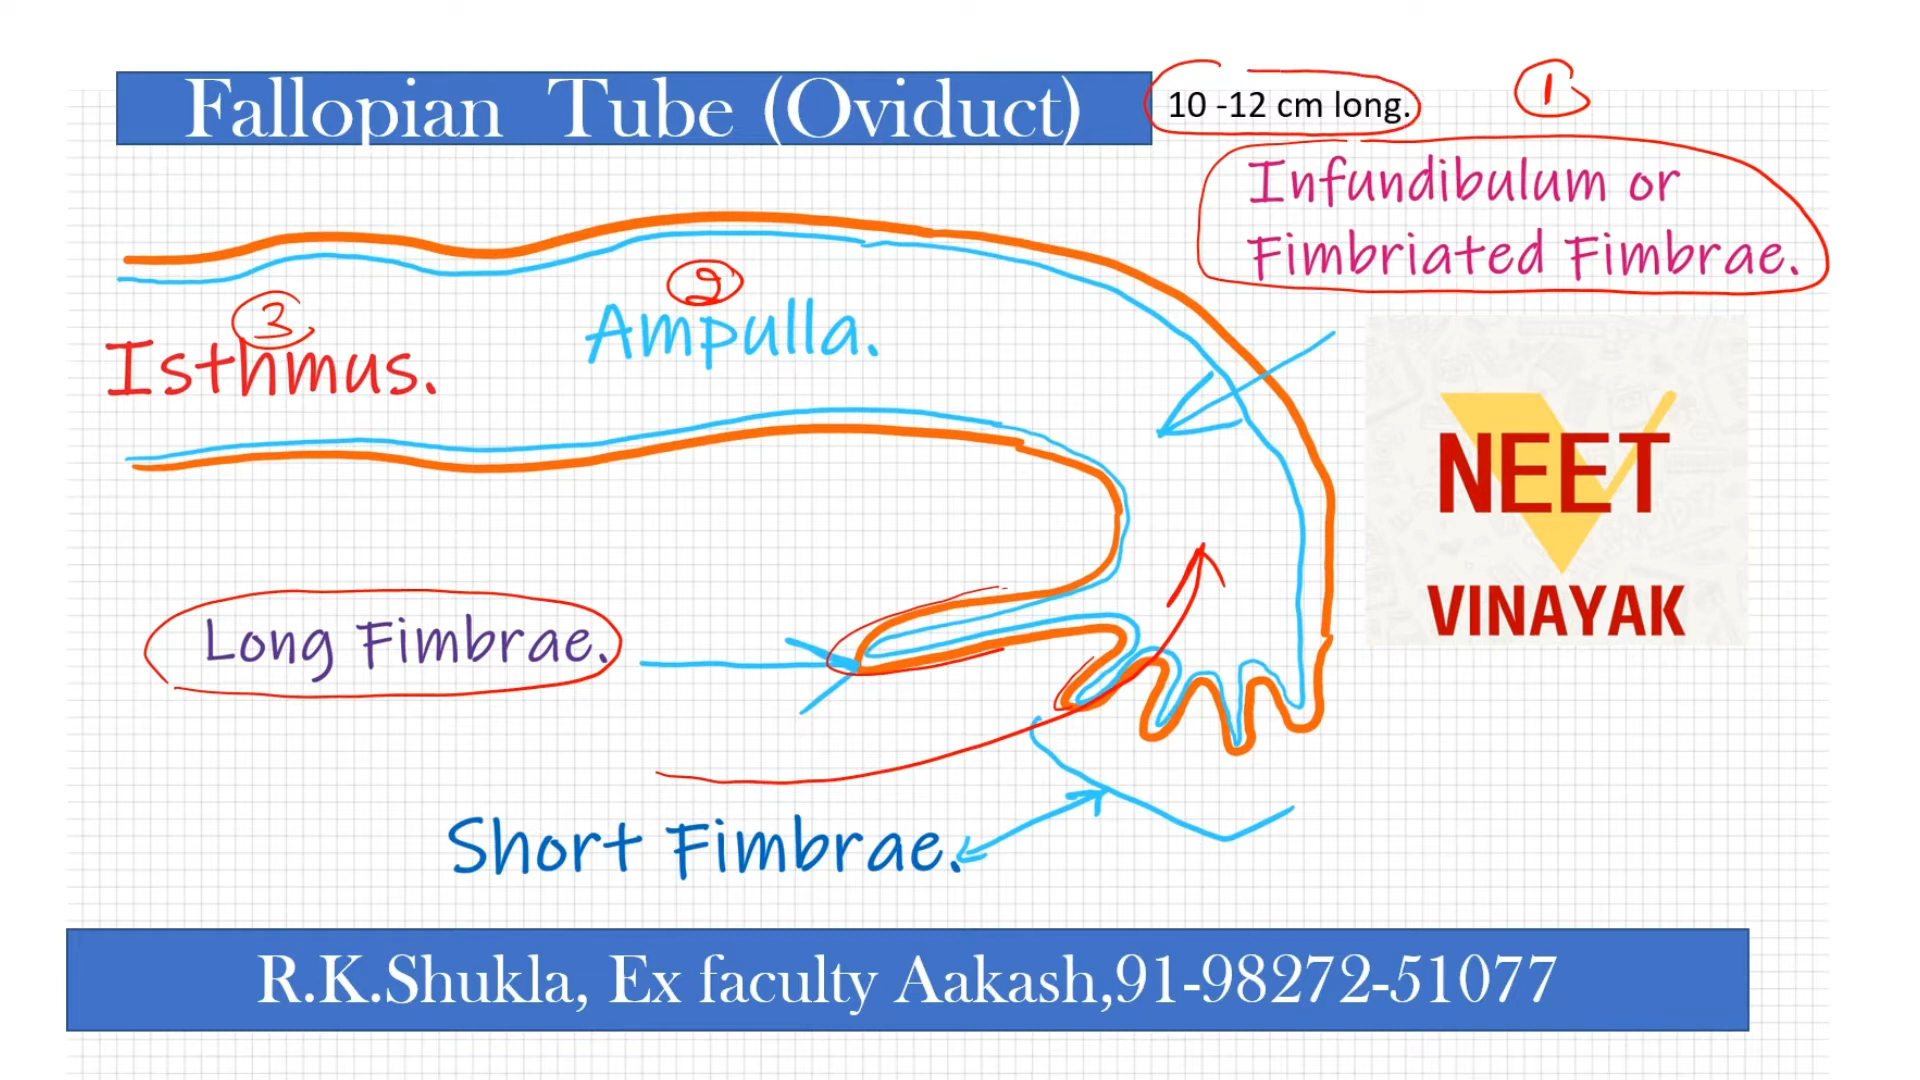 Fallopian Tube (Oviduct)
10 -12 cm long.
1
Infundibulum or
Fimbriated Fimbrae.
2
Ampulla.
3
Isthmus.
NEET
VINAYAK
Long Fimbrae.
Short Fimbrae.
R.K.Shukla, Ex faculty Aakash,91-98272-51077